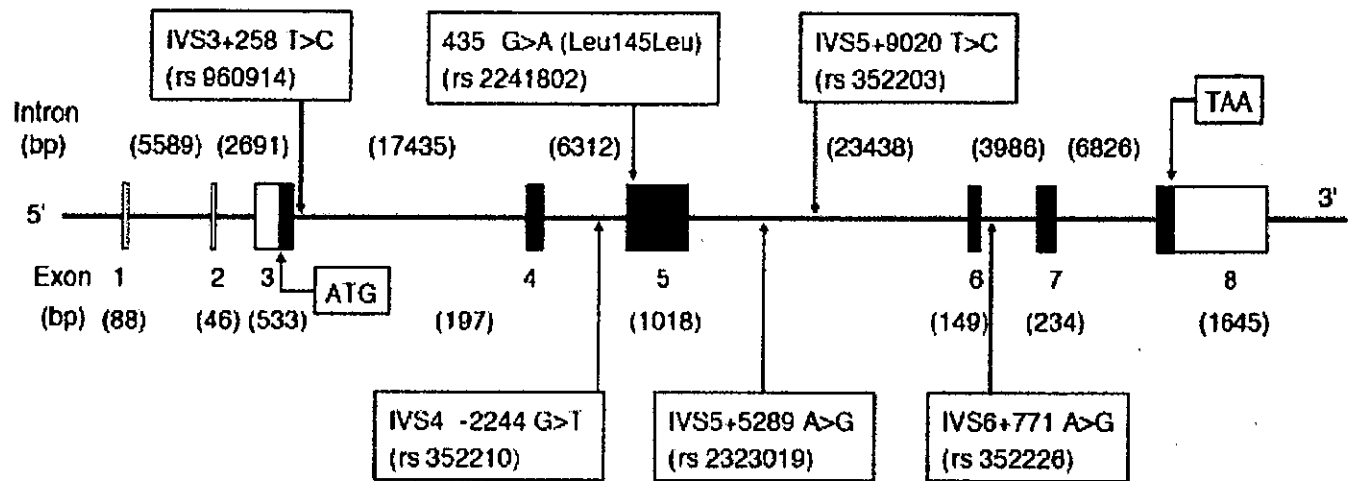 IVS3+258 T>C
(rs 960914)
435 G>A (Leu145Leu)
(rs 2241802)
IVS5+9020 T>C
(rs 352203)
TAA
Intron
(bp) (5589) (2691) (17435) (6312) (23438) (3986) (6826)
5' 3'
Exon 1 2 3 4 5 6 7 8
ATG
(bp) (88) (46) (533) (197) (1018) (149) (234) (1645)
IVS4 -2244 G>T
(rs 352210)
IVS5+5289 A>G
(rs 2323019)
IVS6+771 A>G
(rs 352226)